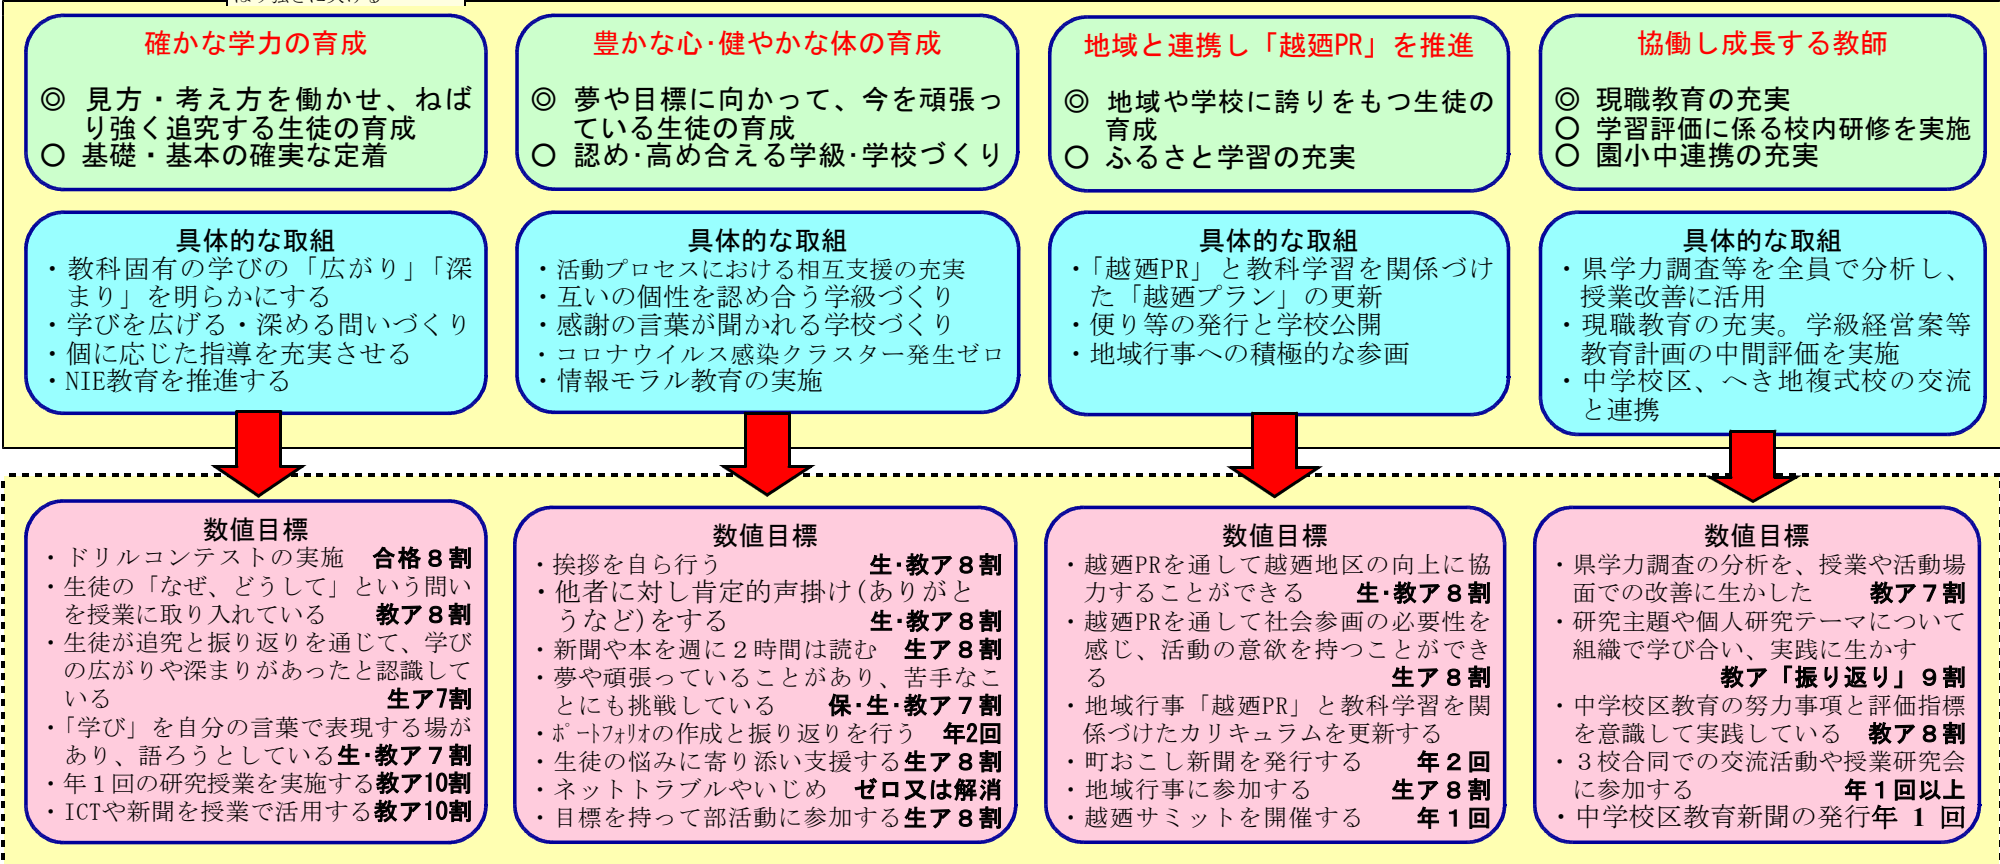 確かな学力の育成
◎ 見方・考え方を働かせ、ねば
り強く追究する生徒の育成
○ 基礎・基本の確実な定着
豊かな心･健やかな体の育成
◎ 夢や目標に向かって、今を頑張っ
ている生徒の育成
○ 認め･高め合える学級･学校づくり
地域と連携し「越廼PR」を推進
◎ 地域や学校に誇りをもつ生徒の
育成
○ ふるさと学習の充実
協働し成長する教師
◎ 現職教育の充実
○ 学習評価に係る校内研修を実施
○ 園小中連携の充実
具体的な取組
・教科固有の学びの「広がり」「深
まり」を明らかにする
・学びを広げる・深める問いづくり
・個に応じた指導を充実させる
・NIE教育を推進する
具体的な取組
・活動プロセスにおける相互支援の充実
・互いの個性を認め合う学級づくり
・感謝の言葉が聞かれる学校づくり
・コロナウイルス感染クラスター発生ゼロ
・情報モラル教育の実施
具体的な取組
・「越廼PR」と教科学習を関係づけ
た「越廼プラン」の更新
・便り等の発行と学校公開
・地域行事への積極的な参画
具体的な取組
・県学力調査等を全員で分析し、
授業改善に活用
・現職教育の充実。学級経営案等
教育計画の中間評価を実施
・中学校区、へき地複式校の交流
と連携
数値目標
・ドリルコンテストの実施 合格８割
・生徒の「なぜ、どうして」という問い
を授業に取り入れている 教ア８割
・生徒が追究と振り返りを通じて、学び
の広がりや深まりがあったと認識して
いる 生ア7割
・「学び」を自分の言葉で表現する場が
あり、語ろうとしている生･教ア７割
・年１回の研究授業を実施する教ア10割
・ICTや新聞を授業で活用する教ア10割
数値目標
・挨拶を自ら行う 生･教ア８割
・他者に対し肯定的声掛け(ありがと
うなど)をする 生･教ア８割
・新聞や本を週に２時間は読む 生ア８割
・夢や頑張っていることがあり、苦手なこ
とにも挑戦している 保･生･教ア７割
・ﾎﾟｰﾄﾌｫﾘｵの作成と振り返りを行う 年2回
・生徒の悩みに寄り添い支援する生ア８割
・ネットトラブルやいじめ ゼロ又は解消
・目標を持って部活動に参加する生ア８割
数値目標
・越廼PRを通して越廼地区の向上に協
力することができる 生･教ア８割
・越廼PRを通して社会参画の必要性を
感じ、活動の意欲を持つことができ
る 生ア８割
・地域行事「越廼PR」と教科学習を関
係づけたカリキュラムを更新する
・町おこし新聞を発行する 年２回
・地域行事に参加する 生ア８割
・越廼サミットを開催する 年１回
数値目標
・県学力調査の分析を、授業や活動場
面での改善に生かした 教ア７割
・研究主題や個人研究テーマについて
組織で学び合い、実践に生かす
教ア「振り返り」９割
・中学校区教育の努力事項と評価指標
を意識して実践している 教ア８割
・３校合同での交流活動や授業研究会
に参加する 年１回以上
・中学校区教育新聞の発行年 1 回